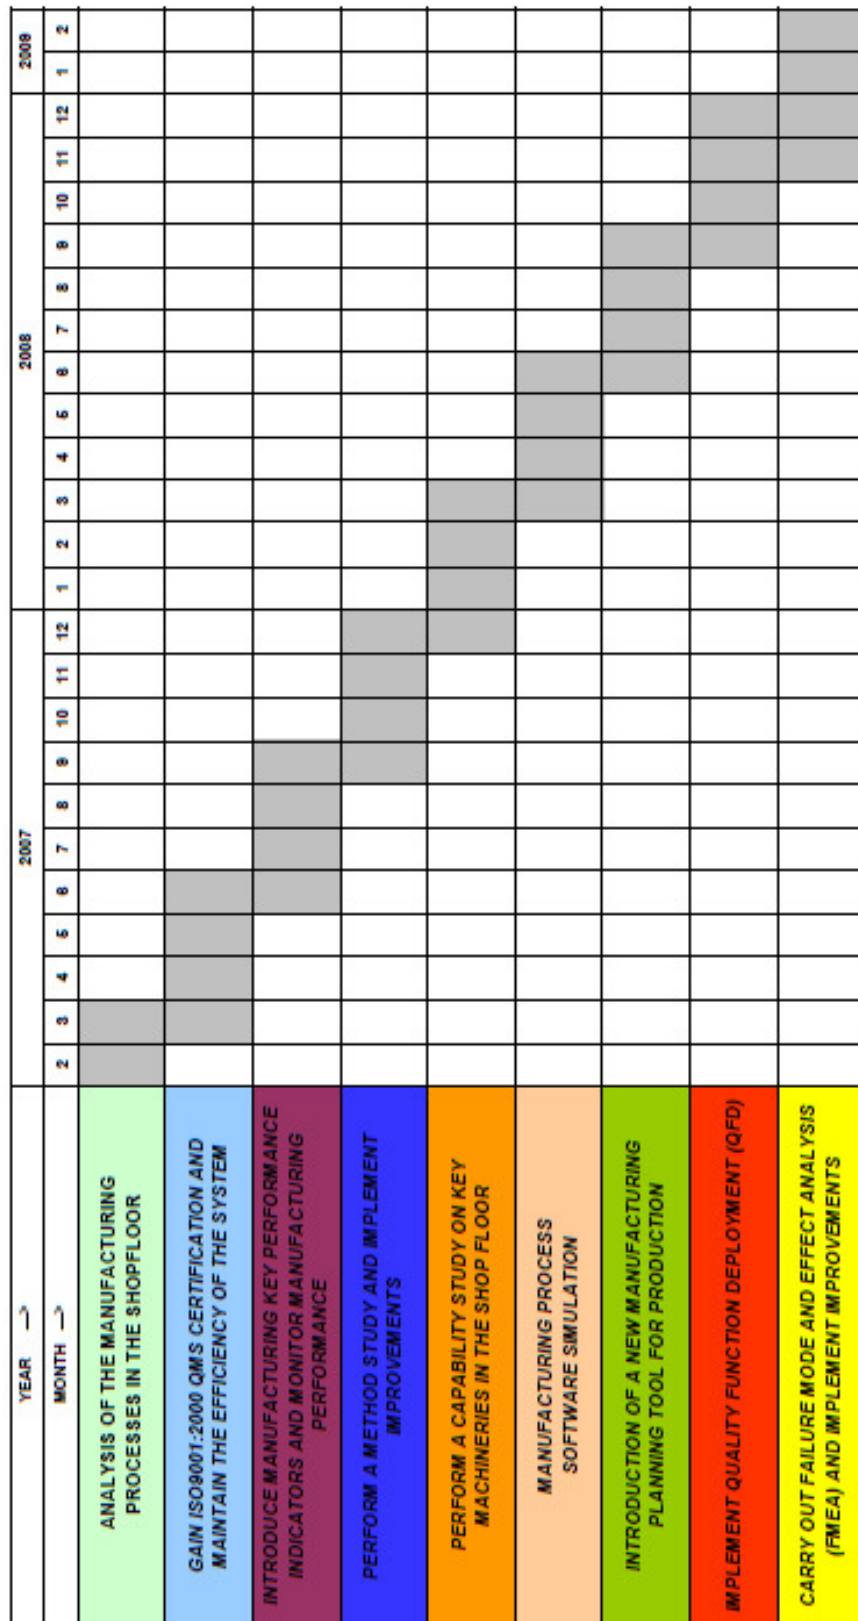 YEAR --> 2007 2008 2009
MONTH --> 2 3 4 5 6 7 8 9 10 11 12 1 2 3 4 5 6 7 8 9 10 11 12 1 2
ANALYSIS OF THE MANUFACTURING
PROCESSES IN THE SHOPFLOOR
GAIN ISO9001:2000 QMS CERTIFICATION AND
MAINTAIN THE EFFICIENCY OF THE SYSTEM
INTRODUCE MANUFACTURING KEY PERFORMANCE
INDICATORS AND MONITOR MANUFACTURING
PERFORMANCE
PERFORM A METHOD STUDY AND IMPLEMENT
IMPROVEMENTS
PERFORM A CAPABILITY STUDY ON KEY
MACHINERIES IN THE SHOP FLOOR
MANUFACTURING PROCESS
SOFTWARE SIMULATION
INTRODUCTION OF A NEW MANUFACTURING
PLANNING TOOL FOR PRODUCTION
IMPLEMENT QUALITY FUNCTION DEPLOYMENT (QFD)
CARRY OUT FAILURE MODE AND EFFECT ANALYSIS
(FMEA) AND IMPLEMENT IMPROVEMENTS